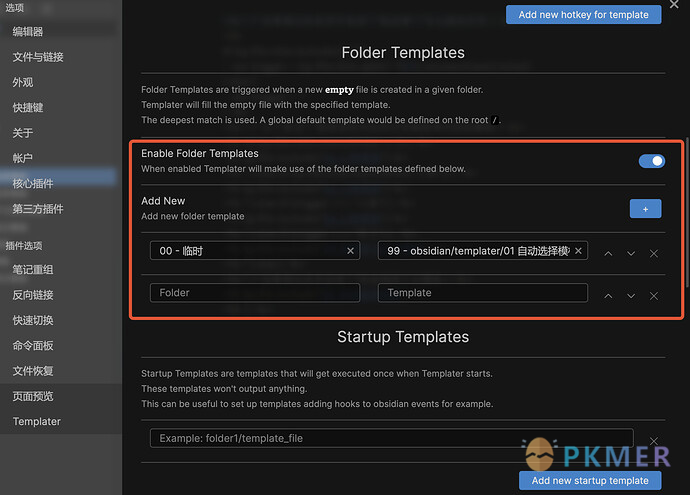 选项
编辑器
文件与链接
外观
快捷键
关于
帐户
核心插件
第三方插件
插件选项
笔记重组
反向链接
快速切换
命令面板
文件恢复
页面预览
Templater
Add new hotkey for template
Folder Templates
Folder Templates are triggered when a new empty file is created in a given folder.
Templater will fill the empty file with the specified template.
The deepest match is used. A global default template would be defined on the root /.
Enable Folder Templates
When enabled Templater will make use of the folder templates defined below.
Add New
Add new folder template
+
00 - 临时
99 - obsidian/templater/01 自动选择模
Folder
Template
Startup Templates
Startup Templates are templates that will get executed once when Templater starts.
These templates won't output anything.
This can be useful to set up templates adding hooks to obsidian events for example.
Example: folder1/template_file
PKMER
Add new startup template